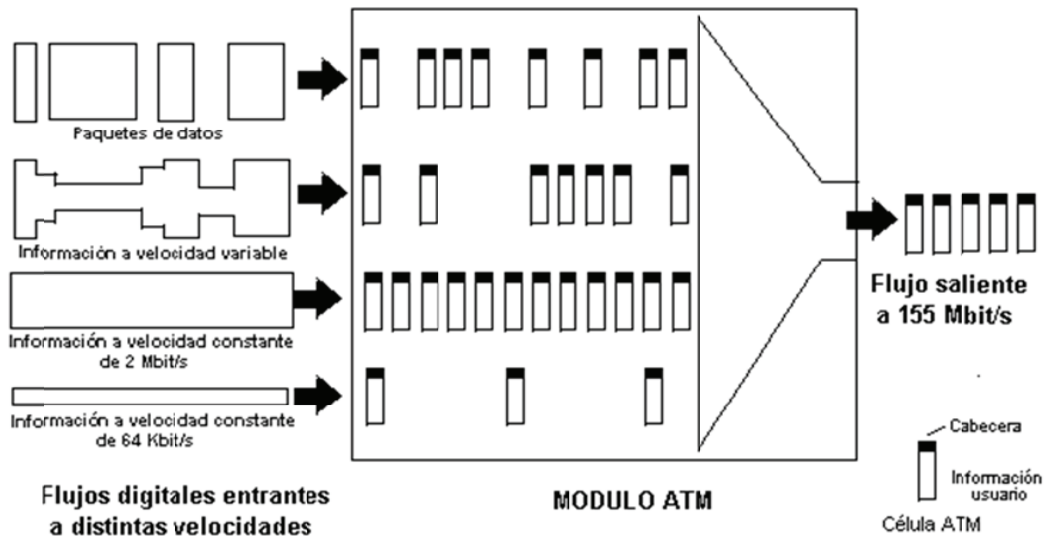 Paquetes de datos
Información a velocidad variable
Información a velocidad constante
de 2 Mbit/s
Información a velocidad constante
de 64 Kbit/s
Flujos digitales entrantes
a distintas velocidades
MODULO ATM
Flujo saliente
a 155 Mbit/s
Cabecera
Información
usuario
Célula ATM